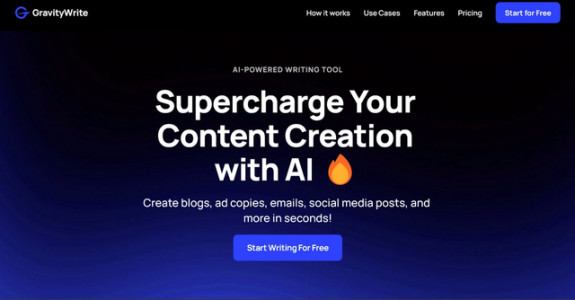 GravityWrite
How it works
Use Cases
Features
Pricing
Start for Free
AI-POWERED WRITING TOOL
Supercharge Your
Content Creation
with AI 🔥
Create blogs, ad copies, emails, social media posts, and
more in seconds!
Start Writing For Free